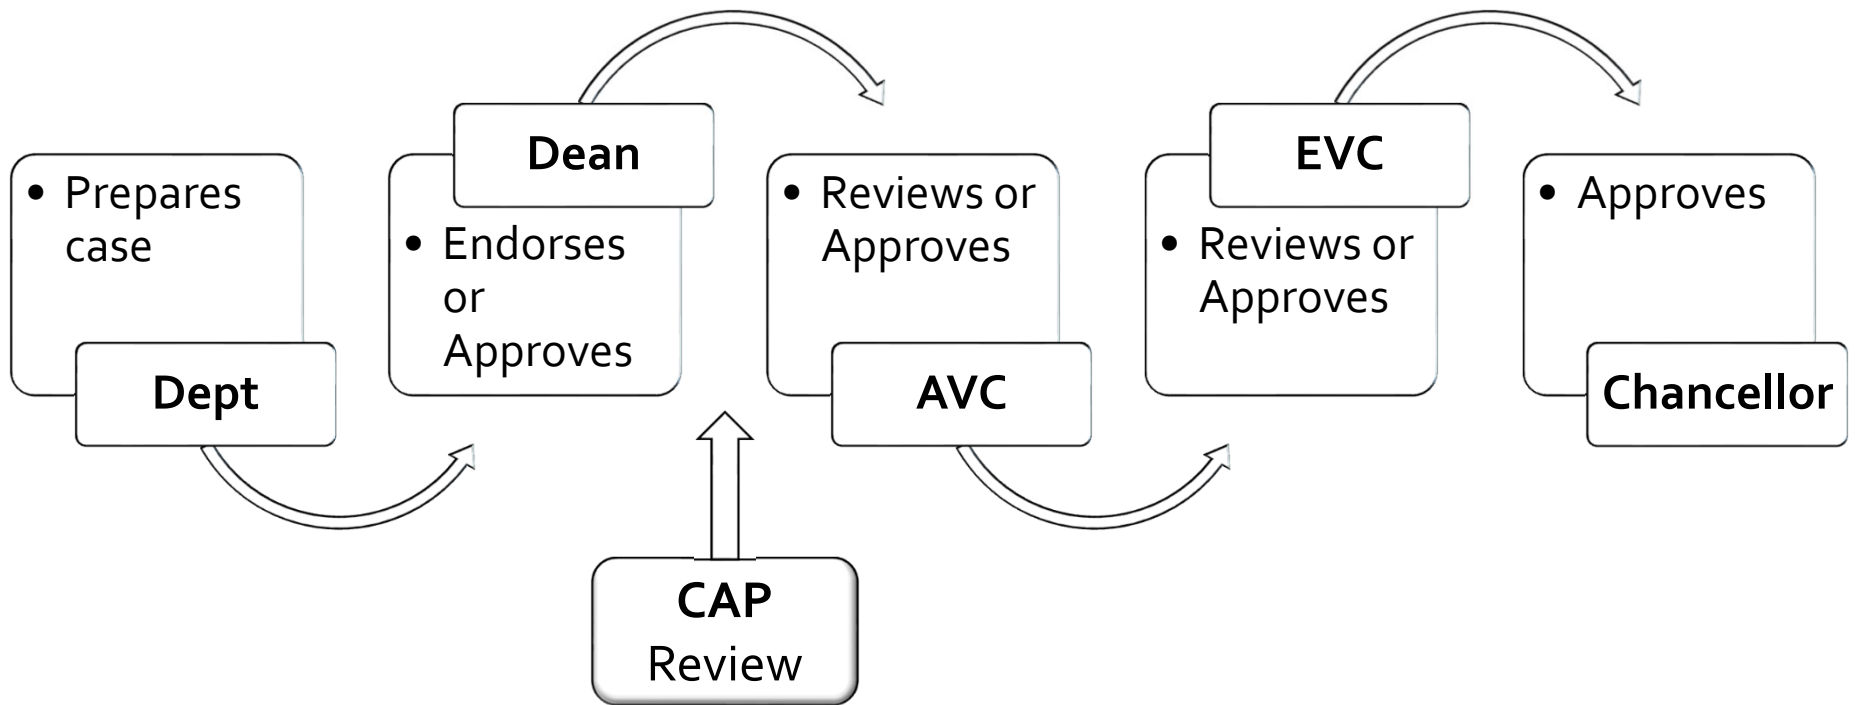 • Prepares
case
Dept
Dean
• Endorses
or
Approves
CAP
Review
• Reviews or
Approves
AVC
EVC
• Reviews or
Approves
• Approves
Chancellor